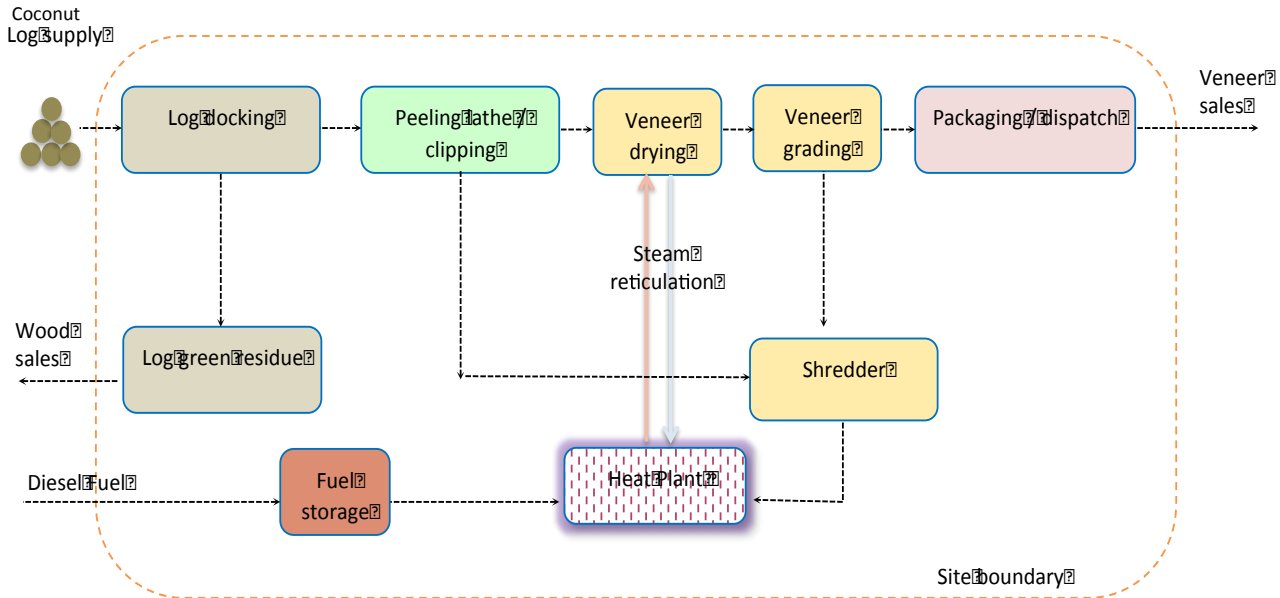 Coconut
Log supply
Log docking
Peeling lathe /
clipping
Veneer
drying
Veneer
grading
Packaging / dispatch
Veneer
sales
Steam
reticulation
Wood
sales
Log green residue
Shredder
Diesel Fuel
Fuel
storage
Heat Plant
Site boundary